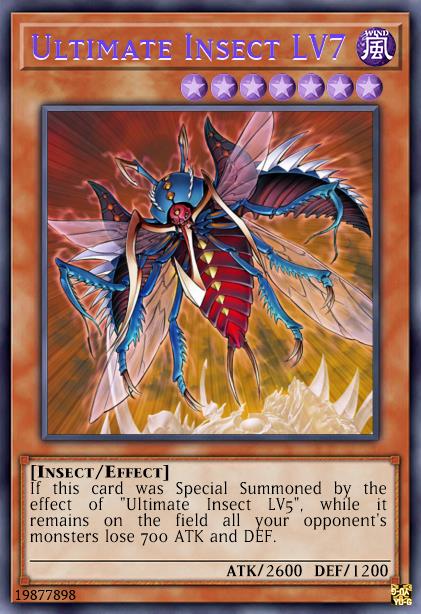 Ultimate Insect LV7
WIND
風
[Insect/Effect]
If this card was Special Summoned by the
effect of "Ultimate Insect LV5", while it
remains on the field all your opponent's
monsters lose 700 ATK and DEF.
ATK/2600 DEF/1200
19877898